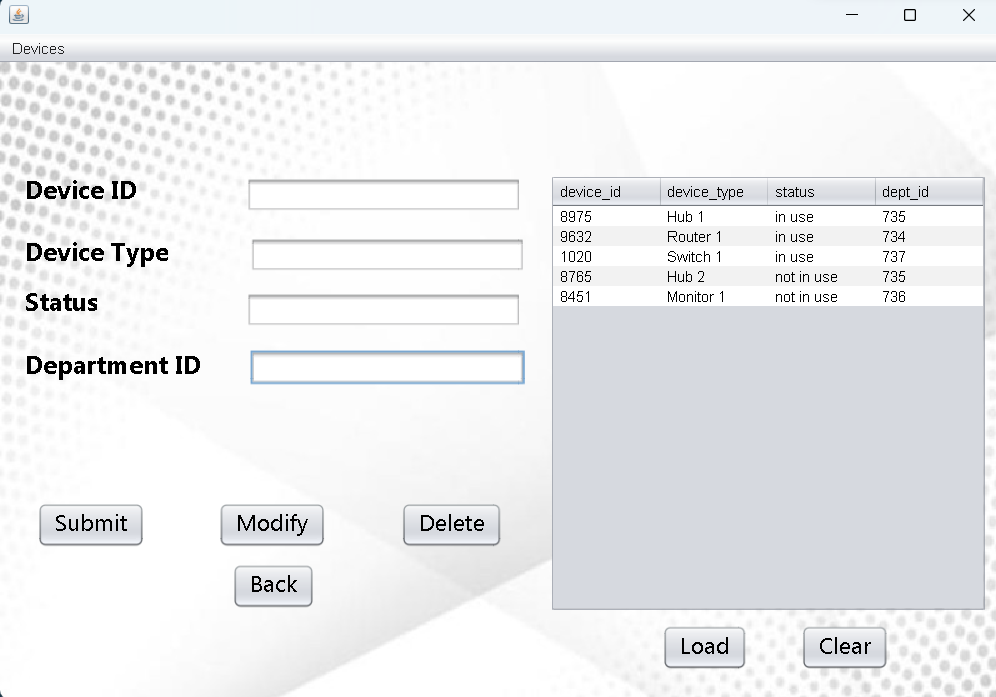 Devices
Device ID
Device Type
Status
Department ID
device_id device_type status dept_id
8975 Hub 1 in use 735
9632 Router 1 in use 734
1020 Switch 1 in use 737
8765 Hub 2 not in use 735
8451 Monitor 1 not in use 736
Submit Modify Delete
Back
Load Clear